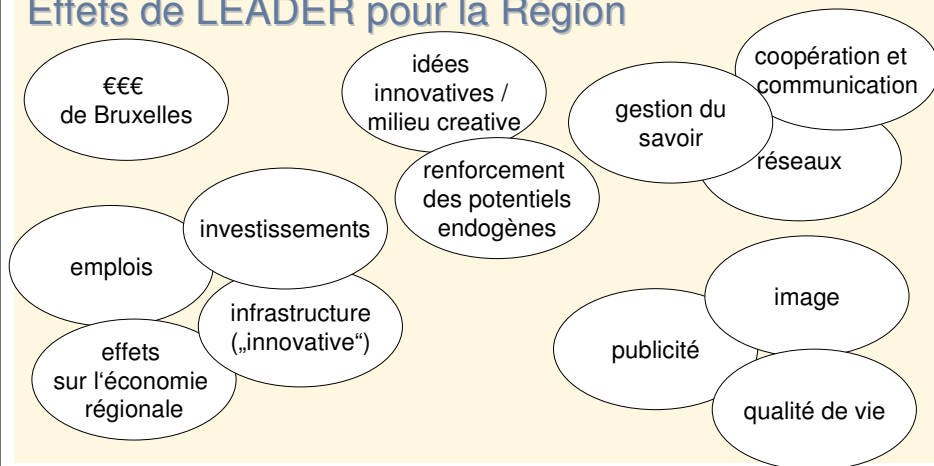 Effets de LEADER pour la Région
€€€
de Bruxelles
idées
innovatives /
milieu creative
renforcement
des potentiels
endogènes
gestion du
savoir
coopération et
communication
réseaux
investissements
emplois
infrastructure
(„innovative“)
effets
sur l‘économie
régionale
image
publicité
qualité de vie